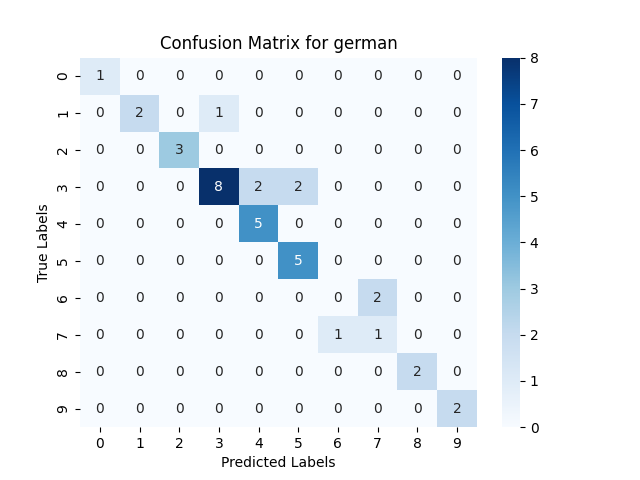 Confusion Matrix for german
0 1 0 0 0 0 0 0 0 0 0
1 0 2 0 1 0 0 0 0 0 0
2 0 0 3 0 0 0 0 0 0 0
3 0 0 0 8 2 2 0 0 0 0
4 0 0 0 0 5 0 0 0 0 0
5 0 0 0 0 0 5 0 0 0 0
6 0 0 0 0 0 0 0 2 0 0
7 0 0 0 0 0 0 1 1 0 0
8 0 0 0 0 0 0 0 0 2 0
9 0 0 0 0 0 0 0 0 0 2
0 1 2 3 4 5 6 7 8 9
True Labels
Predicted Labels
8
7
6
5
4
3
2
1
0